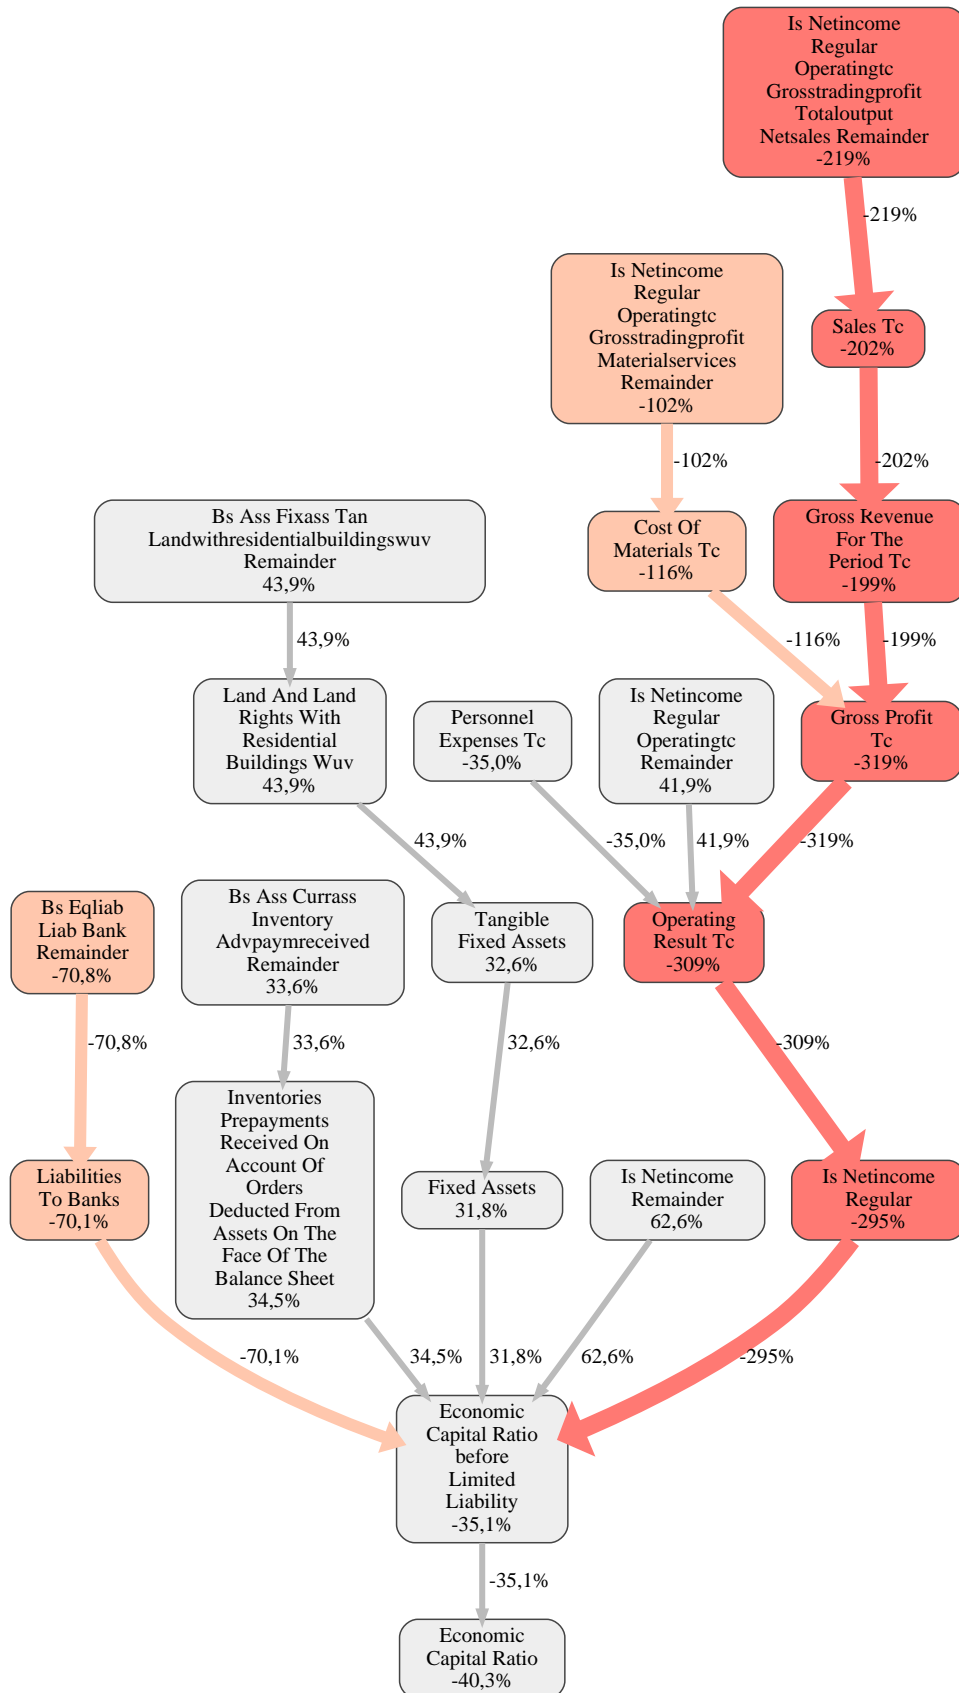 Is Netincome
Regular
Operatingtc
Grosstradingprofit
Totaloutput
Netsales Remainder
-219%
-219%
Is Netincome
Regular
Operatingtc
Grosstradingprofit
Materialservices
Remainder
-102%
Sales Tc
-202%
-102%
-202%
Bs Ass Fixass Tan
Landwithresidentialbuildingswuv
Remainder
43,9%
Cost Of
Materials Tc
-116%
Gross Revenue
For The
Period Tc
-199%
43,9%
-116%
-199%
Land And Land
Rights With
Residential
Buildings Wuv
43,9%
Personnel
Expenses Tc
-35,0%
Is Netincome
Regular
Operatingtc
Remainder
41,9%
Gross Profit
Tc
-319%
43,9%
-35,0%
41,9%
-319%
Bs Eqliab
Liab Bank
Remainder
-70,8%
Bs Ass Currass
Inventory
Advpaymreceived
Remainder
33,6%
Tangible
Fixed Assets
32,6%
Operating
Result Tc
-309%
-70,8%
33,6%
32,6%
-309%
Liabilities
To Banks
-70,1%
Inventories
Prepayments
Received On
Account Of
Orders
Deducted From
Assets On The
Face Of The
Balance Sheet
34,5%
Fixed Assets
31,8%
Is Netincome
Remainder
62,6%
Is Netincome
Regular
-295%
-70,1%
34,5%
31,8%
62,6%
-295%
Economic
Capital Ratio
before
Limited
Liability
-35,1%
-35,1%
Economic
Capital Ratio
-40,3%